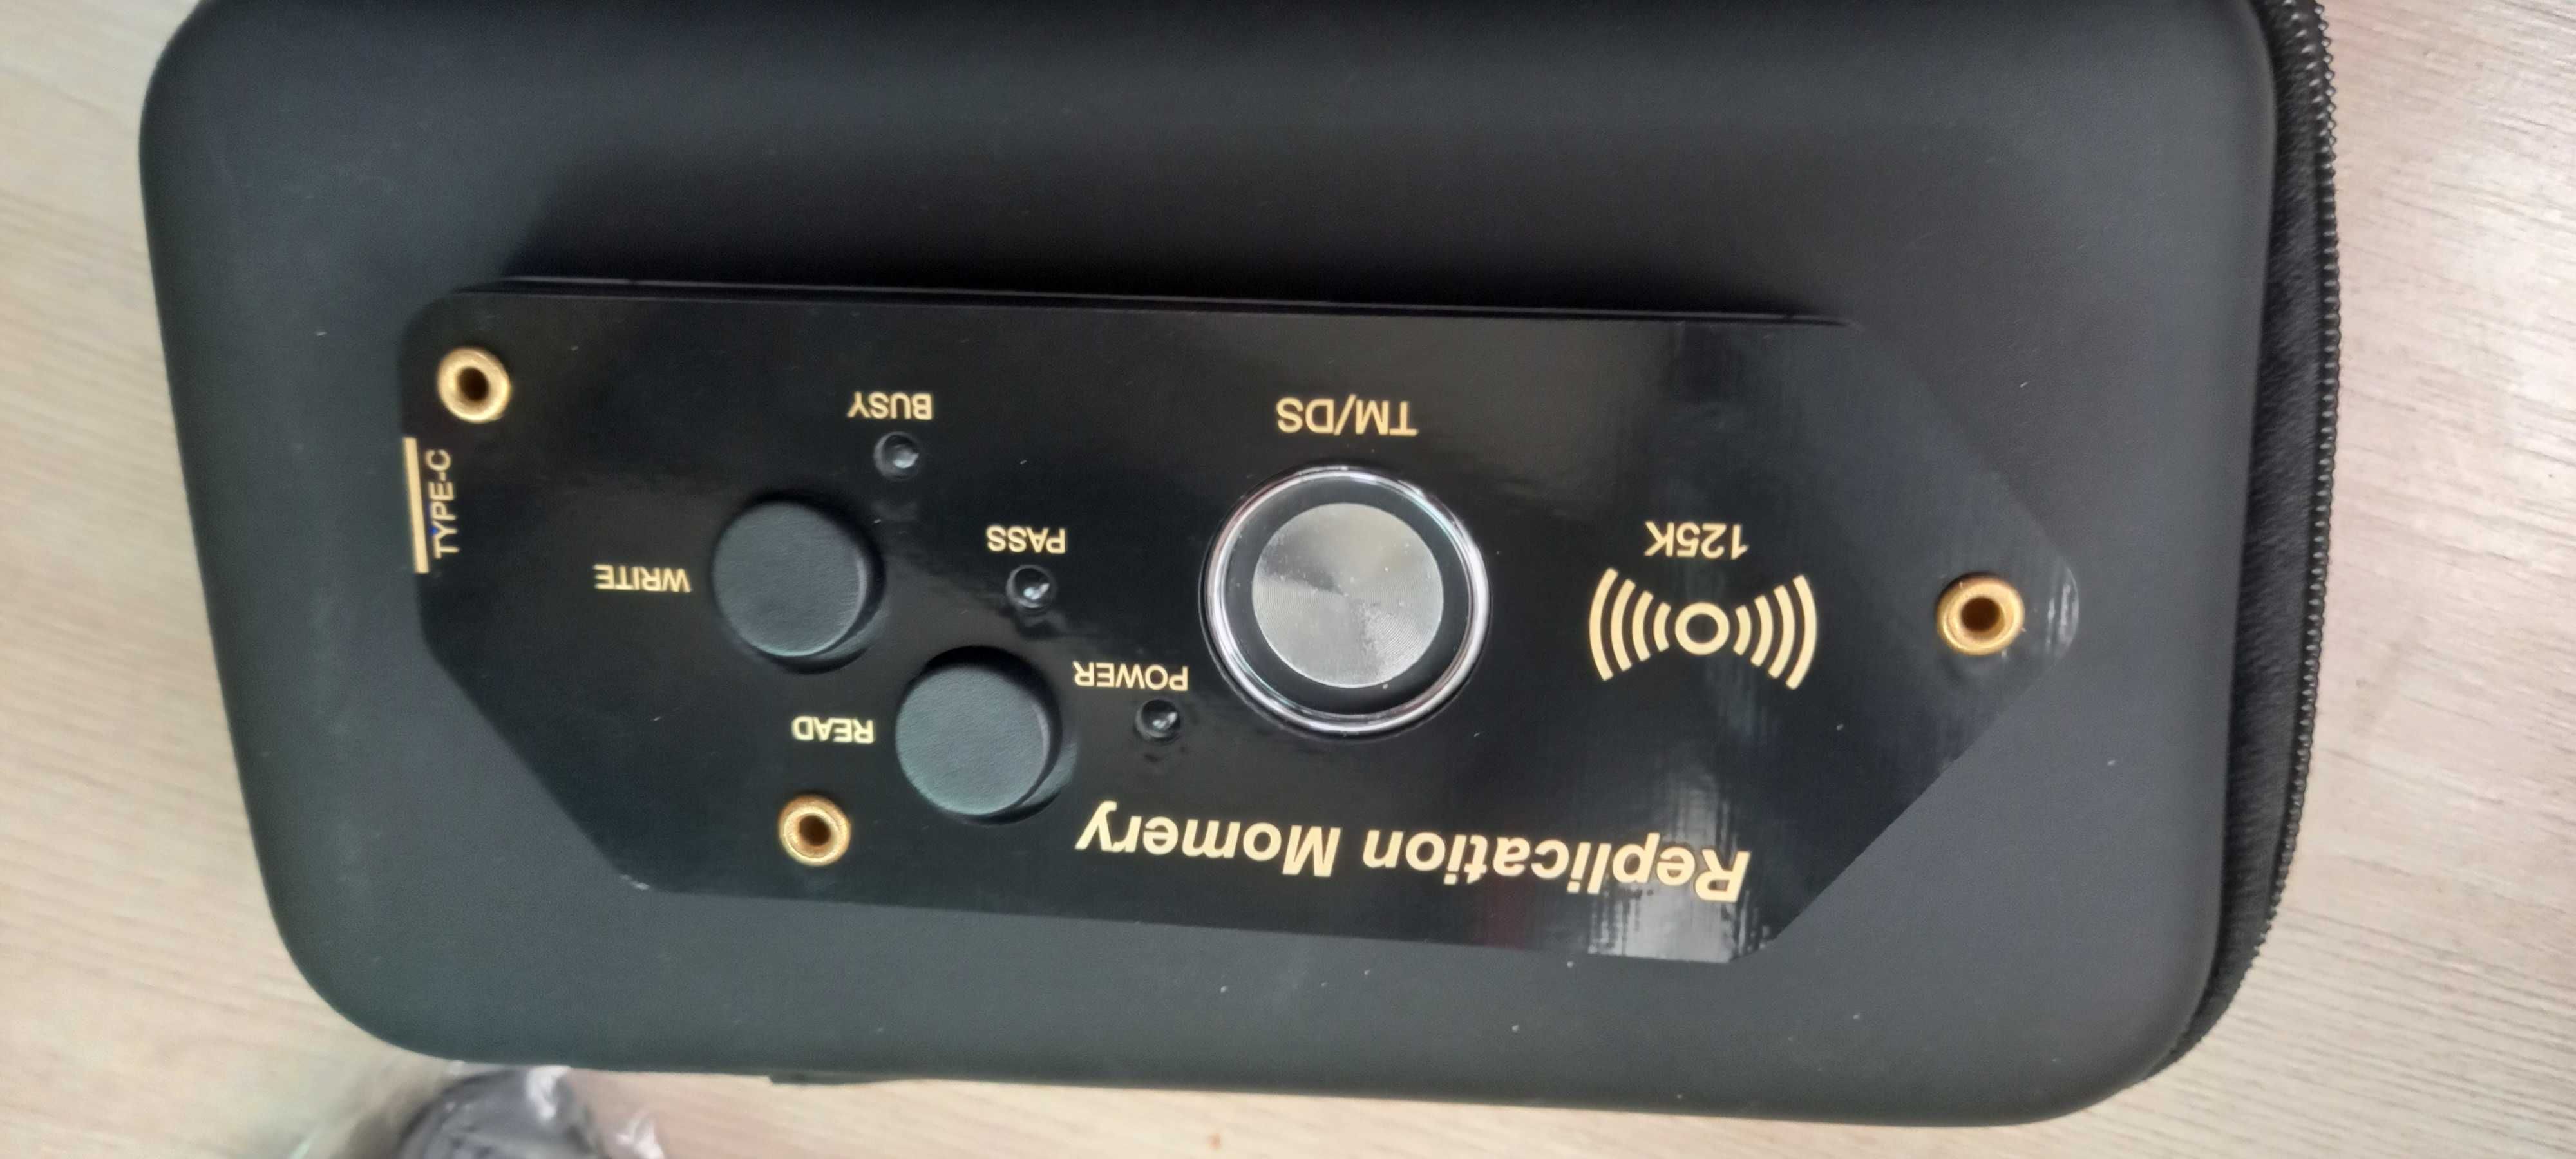 Replication Momery
125K
TM/DS
POWER
PASS
BUSY
READ
WRITE
TYPE-C